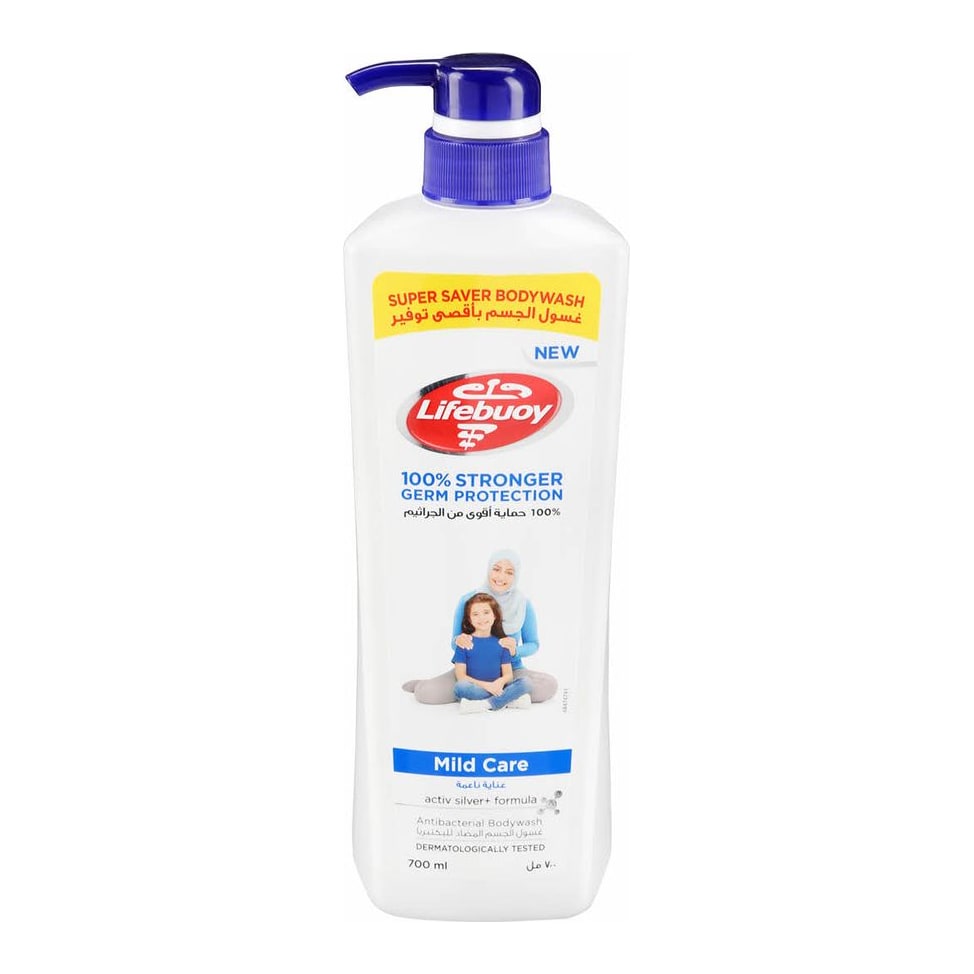 SUPER SAVER BODYWASH
غسول الجسم بأقصى توفير
NEW
Lifebuoy
100% STRONGER
GERM PROTECTION
100% حماية أقوى من الجراثيم
Mild Care
عناية ناعمة
activ silver+ formula
Antibacterial Bodywash
غسول الجسم المضاد للبكتيريا
DERMATOLOGICALLY TESTED
700 ml ٧٠٠ مل